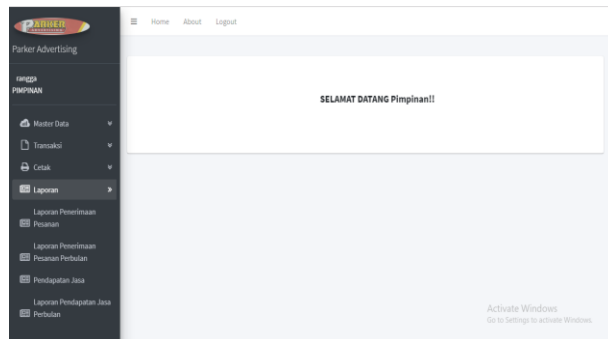 PARKER
Parker Advertising
rangga
PIMPINAN
Master Data
Transaksi
Cetak
Laporan
Laporan Penerimaan
Pesanan
Laporan Penerimaan
Pesanan Perbulan
Pendapatan Jasa
Laporan Pendapatan Jasa
Perbulan
Home About Logout
SELAMAT DATANG Pimpinan!!
Activate Windows
Go to Settings to activate Windows.